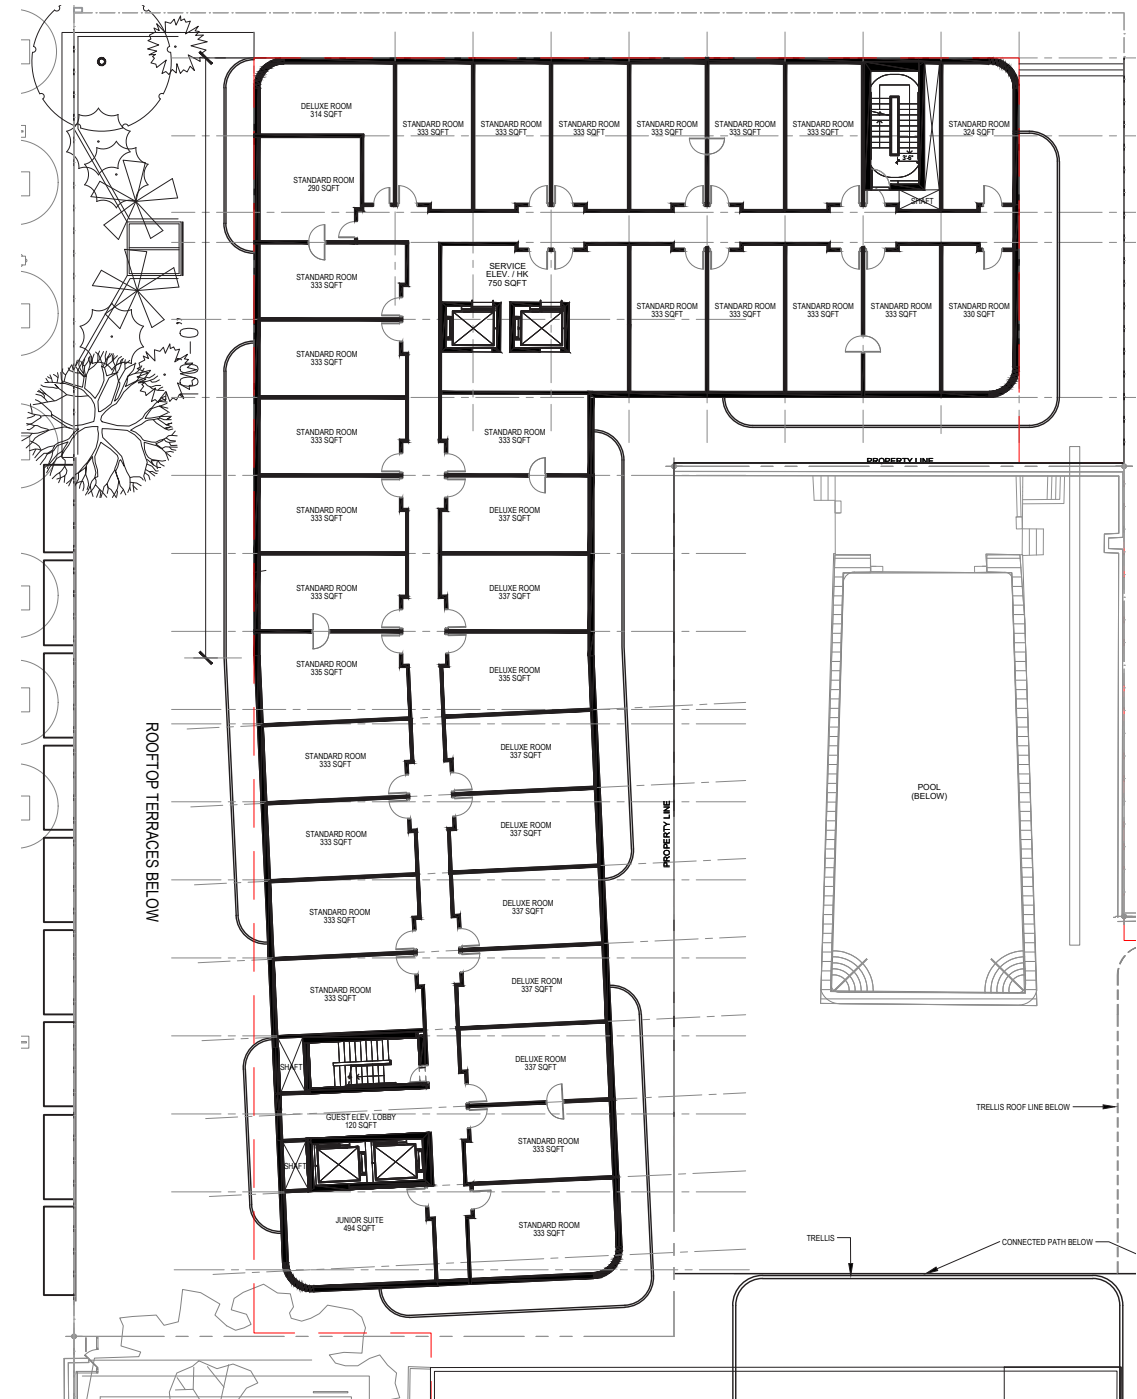 DELUXE ROOM
314 SQFT
STANDARD ROOM
333 SQFT
STANDARD ROOM
333 SQFT
STANDARD ROOM
333 SQFT
STANDARD ROOM
333 SQFT
STANDARD ROOM
333 SQFT
STANDARD ROOM
333 SQFT
3'-6"
STANDARD ROOM
324 SQFT
STANDARD ROOM
290 SQFT
SHAFT
STANDARD ROOM
333 SQFT
SERVICE
ELEV. / HK
750 SQFT
STANDARD ROOM
333 SQFT
STANDARD ROOM
333 SQFT
STANDARD ROOM
333 SQFT
STANDARD ROOM
333 SQFT
STANDARD ROOM
330 SQFT
STANDARD ROOM
333 SQFT
STANDARD ROOM
333 SQFT
STANDARD ROOM
333 SQFT
PROPERTY LINE
STANDARD ROOM
333 SQFT
DELUXE ROOM
337 SQFT
STANDARD ROOM
333 SQFT
DELUXE ROOM
337 SQFT
STANDARD ROOM
335 SQFT
DELUXE ROOM
335 SQFT
ROOFTOP TERRACES BELOW
STANDARD ROOM
333 SQFT
DELUXE ROOM
337 SQFT
POOL
(BELOW)
PROPERTY LINE
STANDARD ROOM
333 SQFT
DELUXE ROOM
337 SQFT
STANDARD ROOM
333 SQFT
DELUXE ROOM
337 SQFT
STANDARD ROOM
333 SQFT
DELUXE ROOM
337 SQFT
SHAFT
DELUXE ROOM
337 SQFT
TRELLIS ROOF LINE BELOW
GUEST ELEV. LOBBY
120 SQFT
STANDARD ROOM
333 SQFT
SHAFT
JUNIOR SUITE
494 SQFT
STANDARD ROOM
333 SQFT
TRELLIS
CONNECTED PATH BELOW